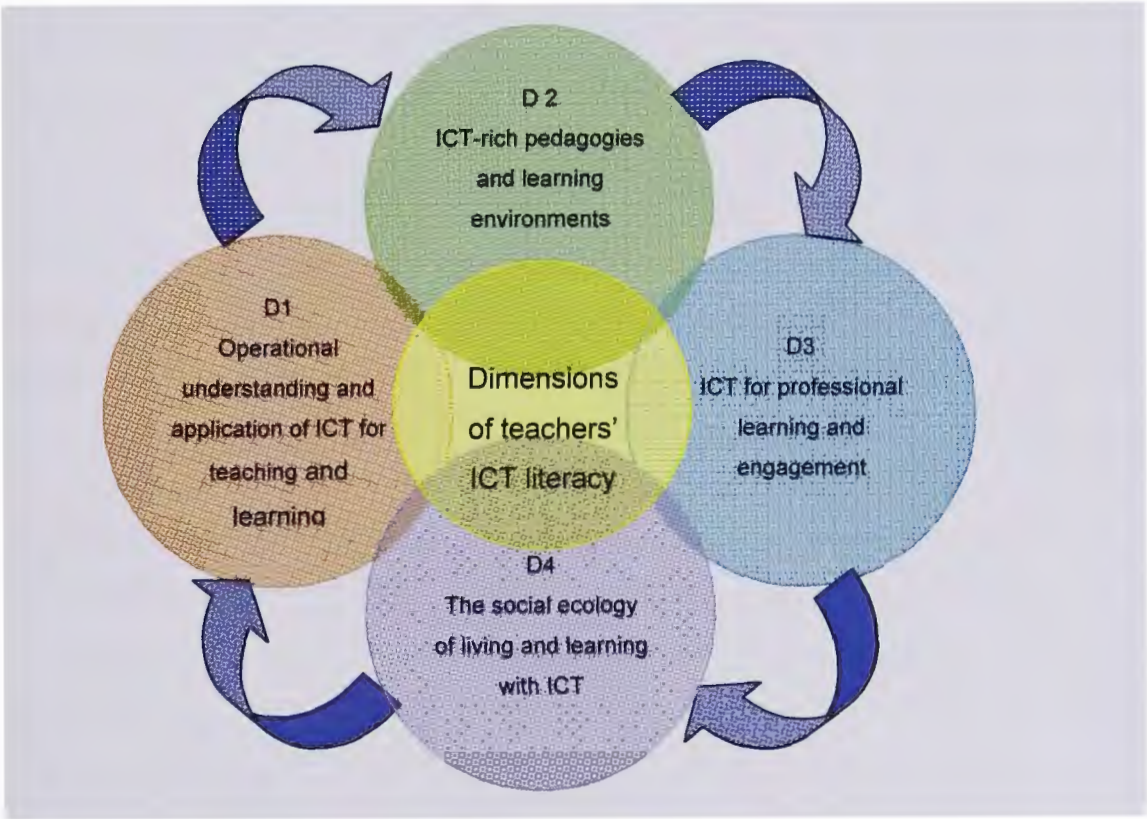 D 2
ICT-rich pedagogies
and learning
environments
D1
Operational
understanding and
application of ICT for
teaching and
learning
Dimensions
of teachers'
ICT literacy
D3
ICT for professional
learning and
engagement
D4
The social ecology
of living and learning
with ICT